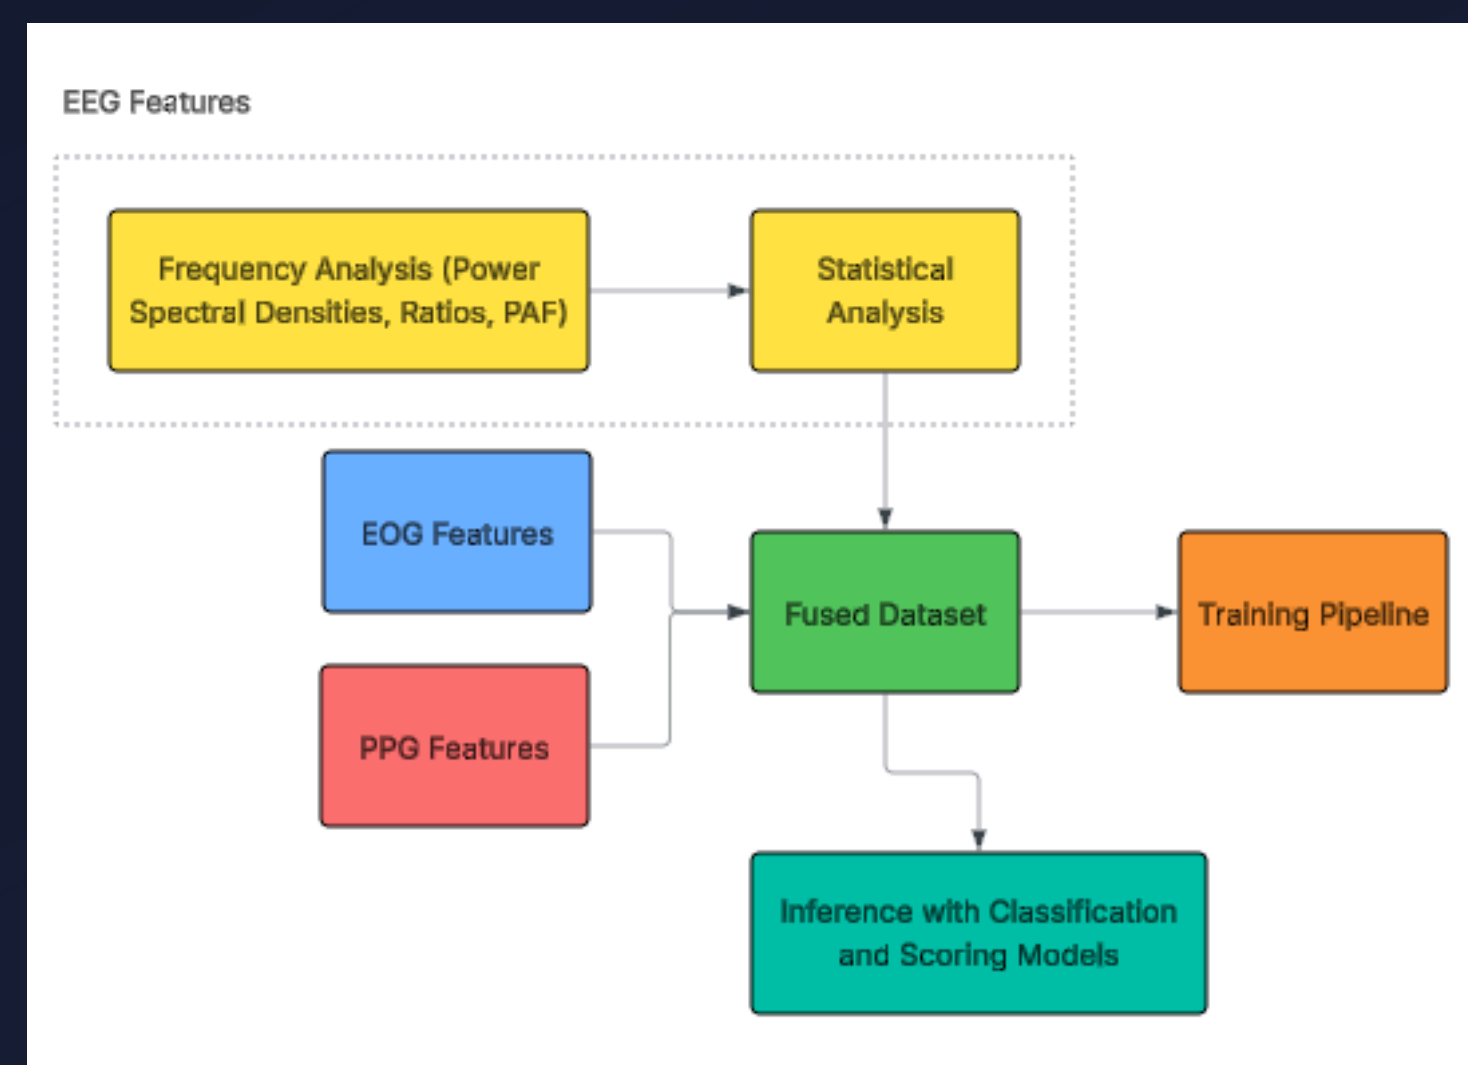 EEG Features
Frequency Analysis (Power
Spectral Densities, Ratios, PAF)
Statistical
Analysis
EOG Features
Fused Dataset
Training Pipeline
PPG Features
Inference with Classification
and Scoring Models